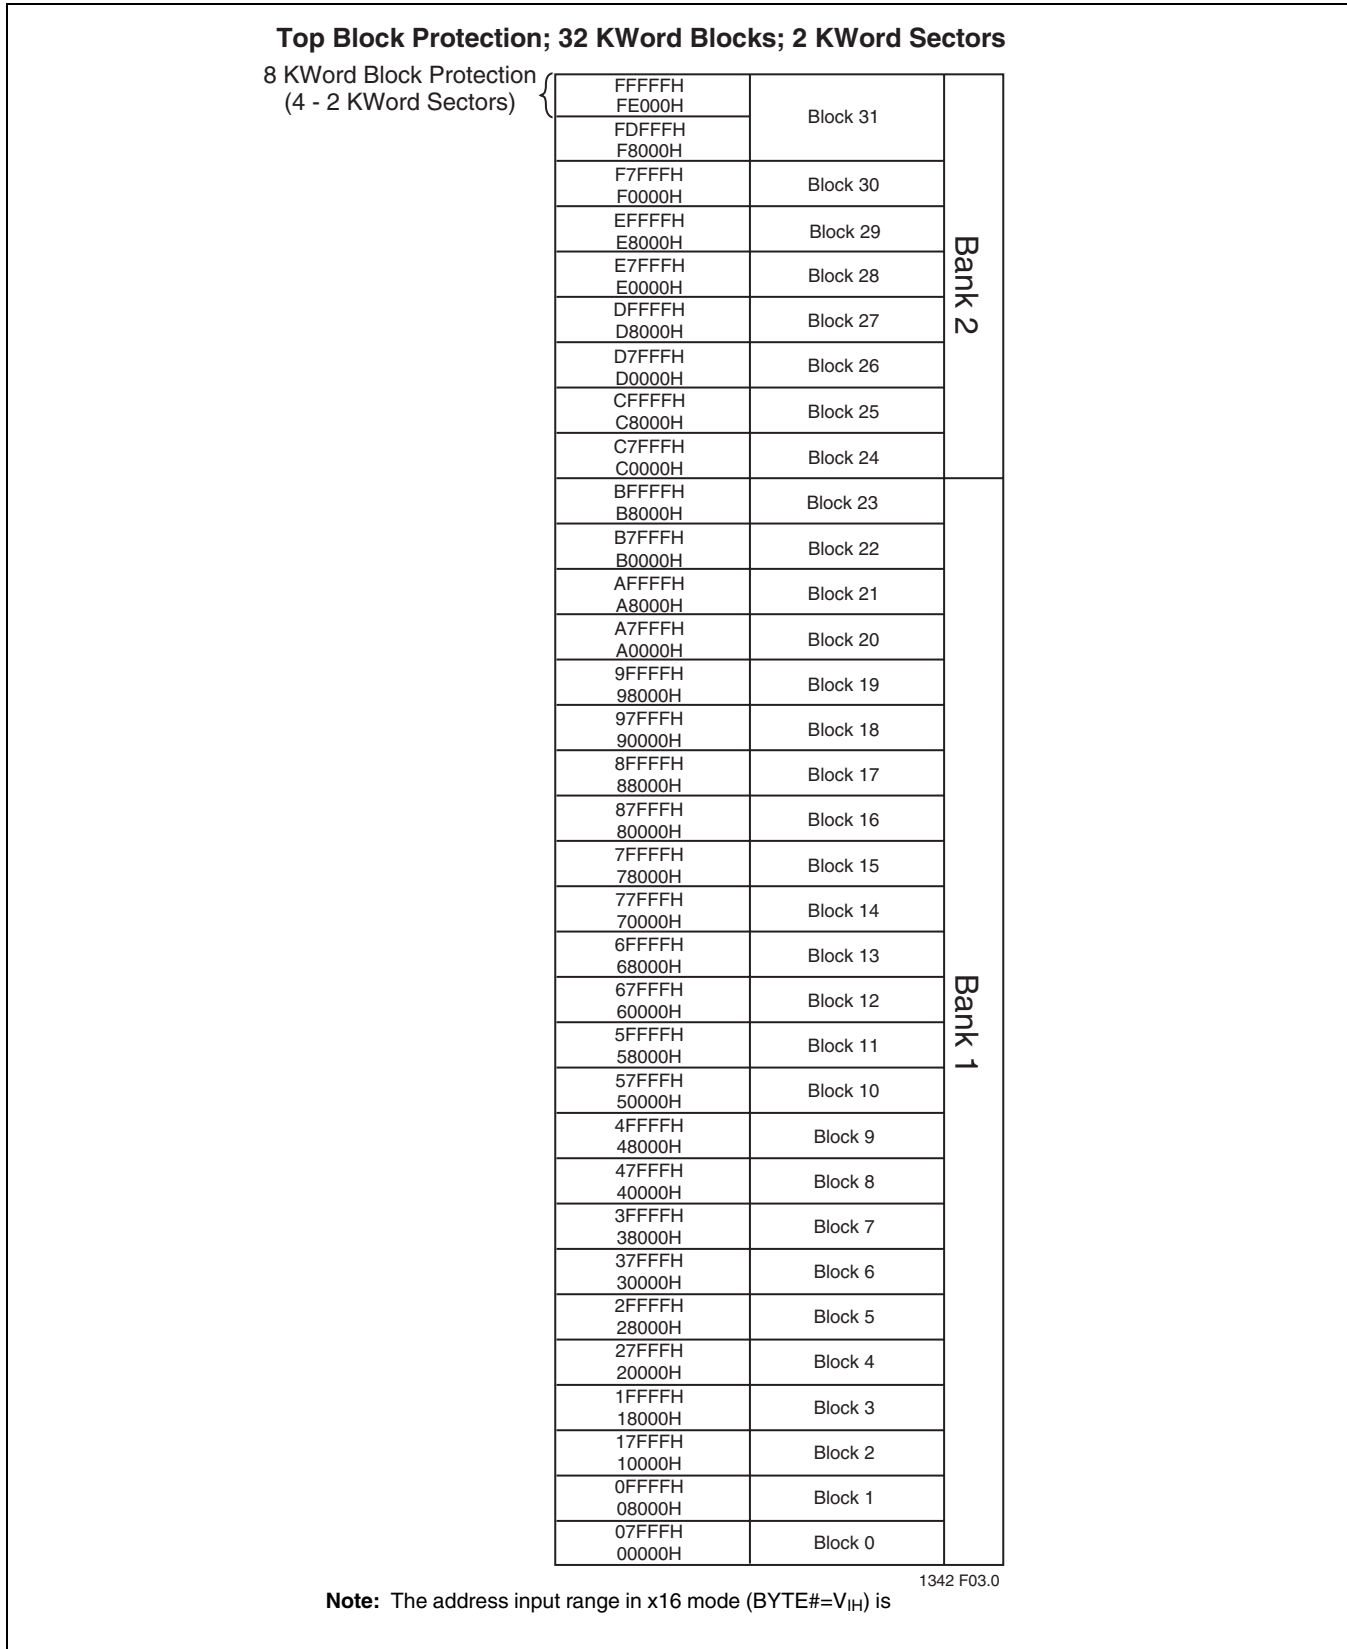 Top Block Protection; 32 KWord Blocks; 2 KWord Sectors
8 KWord Block Protection
(4 - 2 KWord Sectors)
FFFFFH
FE000H
Block 31
FDFFFH
F8000H
F7FFFH
F0000H
Block 30
EFFFFH
E8000H
Block 29
E7FFFH
E0000H
Block 28
DFFFFH
D8000H
Block 27
D7FFFH
D0000H
Block 26
CFFFFH
C8000H
Block 25
C7FFFH
C0000H
Block 24
Bank 2
BFFFFH
B8000H
Block 23
B7FFFH
B0000H
Block 22
AFFFFH
A8000H
Block 21
A7FFFH
A0000H
Block 20
9FFFFH
98000H
Block 19
97FFFH
90000H
Block 18
8FFFFH
88000H
Block 17
87FFFH
80000H
Block 16
7FFFFH
78000H
Block 15
77FFFH
70000H
Block 14
6FFFFH
68000H
Block 13
67FFFH
60000H
Block 12
5FFFFH
58000H
Block 11
57FFFH
50000H
Block 10
4FFFFH
48000H
Block 9
47FFFH
40000H
Block 8
3FFFFH
38000H
Block 7
37FFFH
30000H
Block 6
2FFFFH
28000H
Block 5
27FFFH
20000H
Block 4
1FFFFH
18000H
Block 3
17FFFH
10000H
Block 2
0FFFFH
08000H
Block 1
07FFFH
00000H
Block 0
Bank 1
1342 F03.0
Note: The address input range in x16 mode (BYTE#=VIH) is